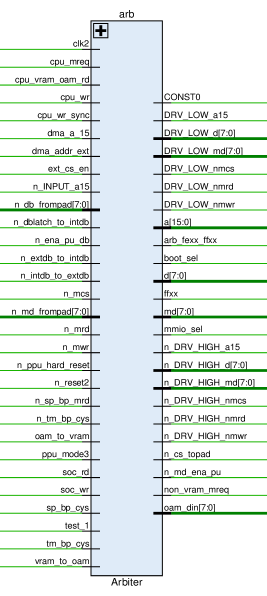 arb
clk2
cpu_mreq
cpu_vram_oam_rd
cpu_wr
cpu_wr_sync
dma_a_15
dma_addr_ext
ext_cs_en
n_INPUT_a15
n_db_frompad[7:0]
n_dblatch_to_intdb
n_ena_pu_db
n_extdb_to_intdb
n_intdb_to_extdb
n_mcs
n_md_frompad[7:0]
n_mrd
n_mwr
n_ppu_hard_reset
n_reset2
n_sp_bp_mrd
n_tm_bp_cys
oam_to_vram
ppu_mode3
soc_rd
soc_wr
sp_bp_cys
test_1
tm_bp_cys
vram_to_oam
CONST0
DRV_LOW_a15
DRV_LOW_d[7:0]
DRV_LOW_md[7:0]
DRV_LOW_nmcs
DRV_LOW_nmrd
DRV_LOW_nmwr
a[15:0]
arb_fexx_ffxx
boot_sel
d[7:0]
ffxx
md[7:0]
mmio_sel
n_DRV_HIGH_a15
n_DRV_HIGH_d[7:0]
n_DRV_HIGH_md[7:0]
n_DRV_HIGH_nmcs
n_DRV_HIGH_nmrd
n_DRV_HIGH_nmwr
n_cs_topad
n_md_ena_pu
non_vram_mreq
oam_din[7:0]
Arbiter